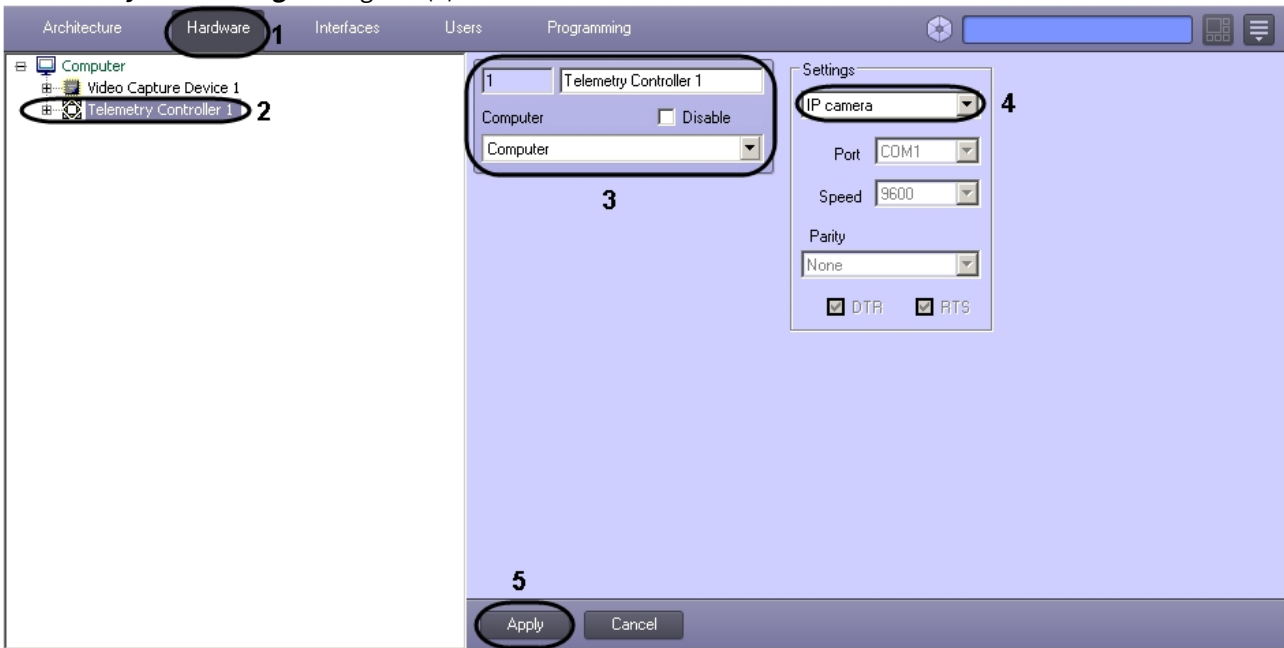 Architecture Hardware 1 Interfaces Users Programming
Computer
Video Capture Device 1
Telemetry Controller 1 2
1 Telemetry Controller 1
Computer Disable
Computer
3
Settings
IP camera 4
Port COM1
Speed 9600
Parity
None
DTR RTS
5
Apply Cancel